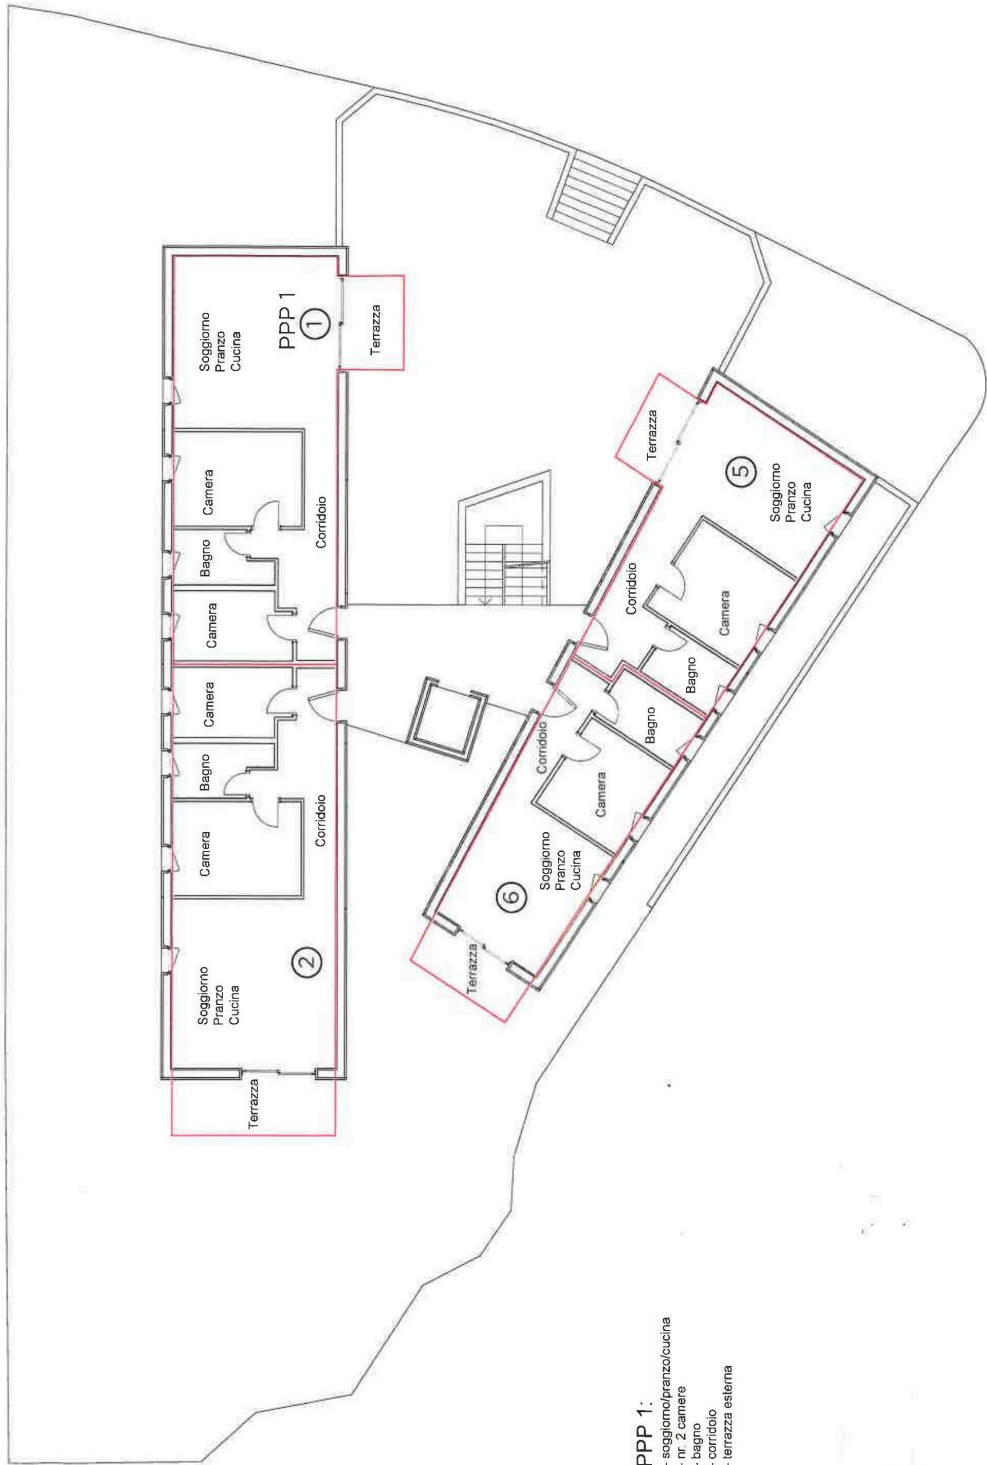 Soggiorno
Pranzo
Cucina
PPP 1
1
Terrazza
Camera
Bagno
Corridoio
Camera
Camera
Bagno
Corridoio
Camera
2
Soggiorno
Pranzo
Cucina
Terrazza
Terrazza
5
Soggiorno
Pranzo
Cucina
Corridoio
Camera
Bagno
Bagno
Corridoio
Camera
Soggiorno
Pranzo
Cucina
6
Terrazza
PPP 1:
- soggiorno/pranzo/cucina
- nr. 2 camere
- bagno
- corridoio
- terrazza esterna